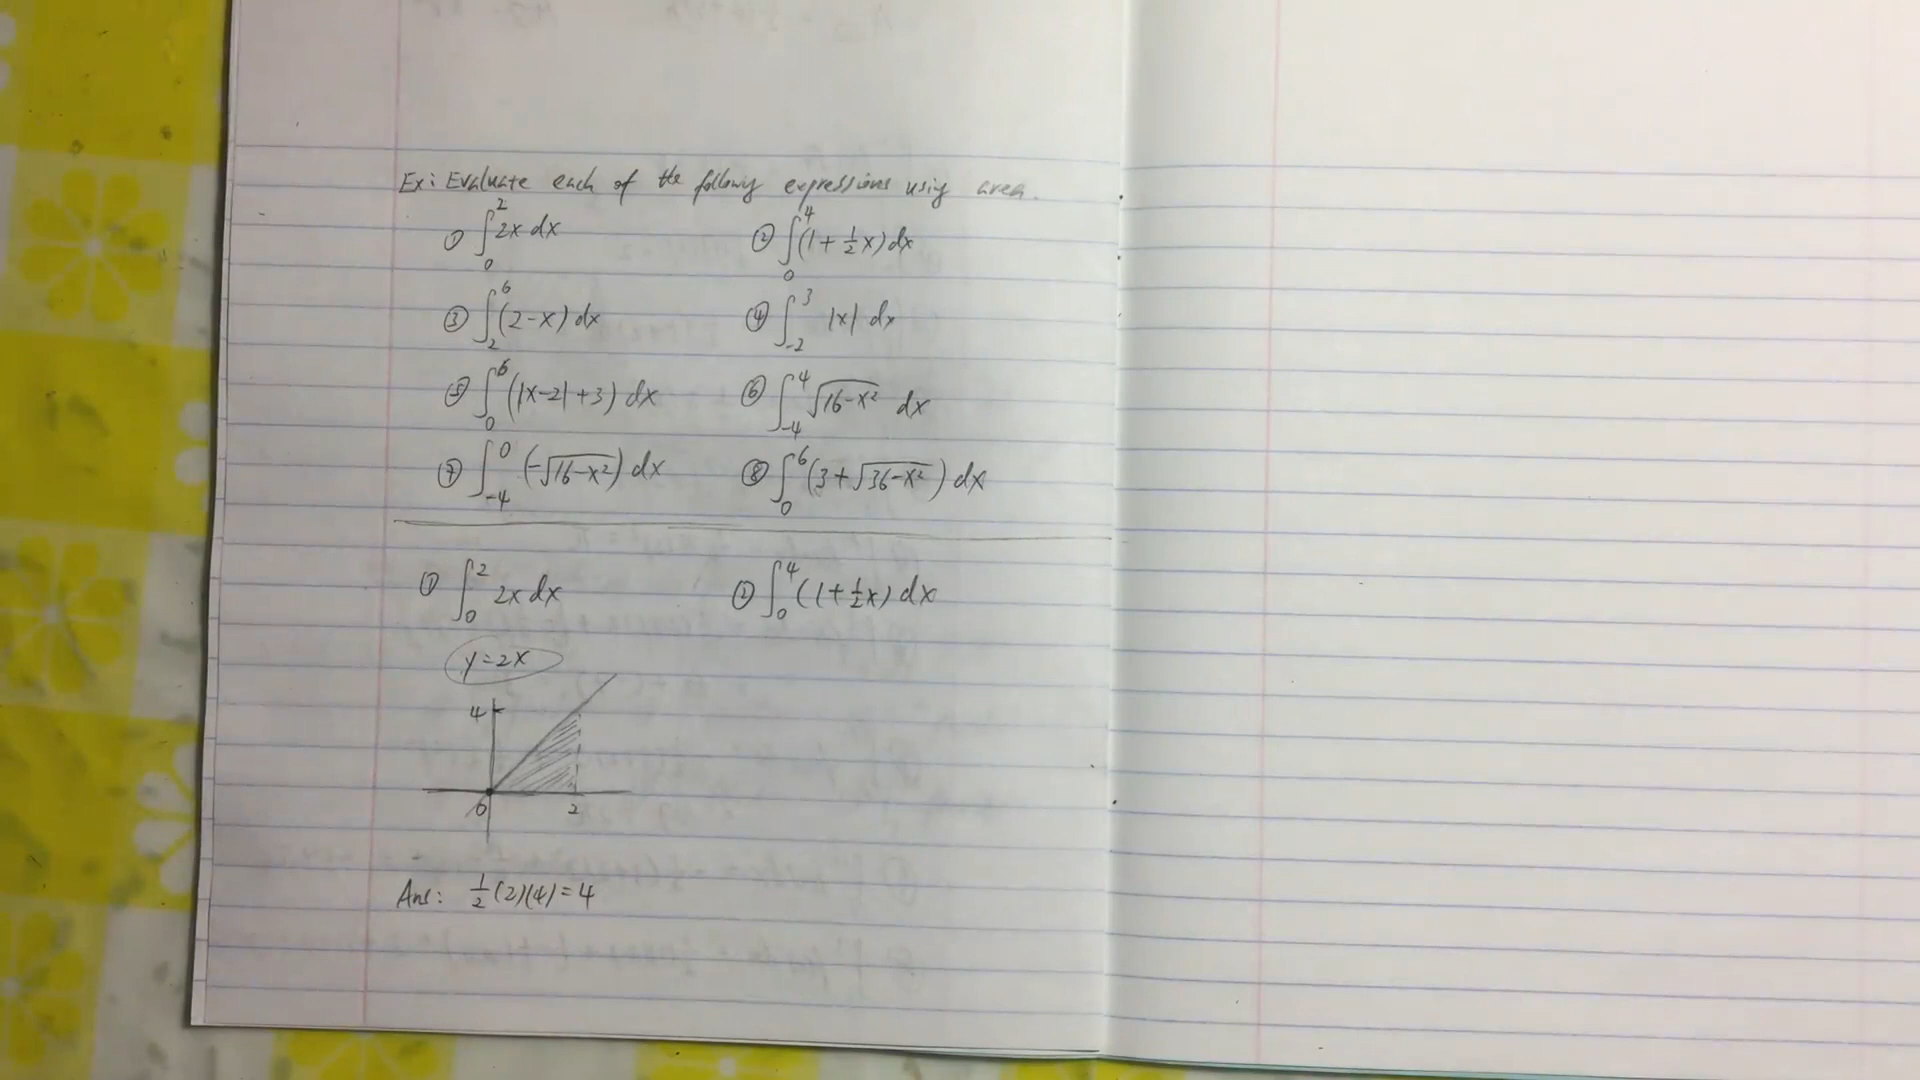 Ex: Evaluate each of the following expressions using area.
① ∫₀² 2x dx ② ∫₀⁴ (1 + ½x) dx
③ ∫₂⁶ (2-x) dx ④ ∫₋₂³ |x| dx
⑤ ∫₀⁶ (|x-2| + 3) dx ⑥ ∫₋₄⁴ √(16-x²) dx
⑦ ∫₋₄⁰ (-√(16-x²)) dx ⑧ ∫₀⁶ (3 + √(36-x²)) dx
① ∫₀² 2x dx ② ∫₀⁴ (1 + ½x) dx
y = 2x
4
0 2
Ans: ½(2)(4) = 4